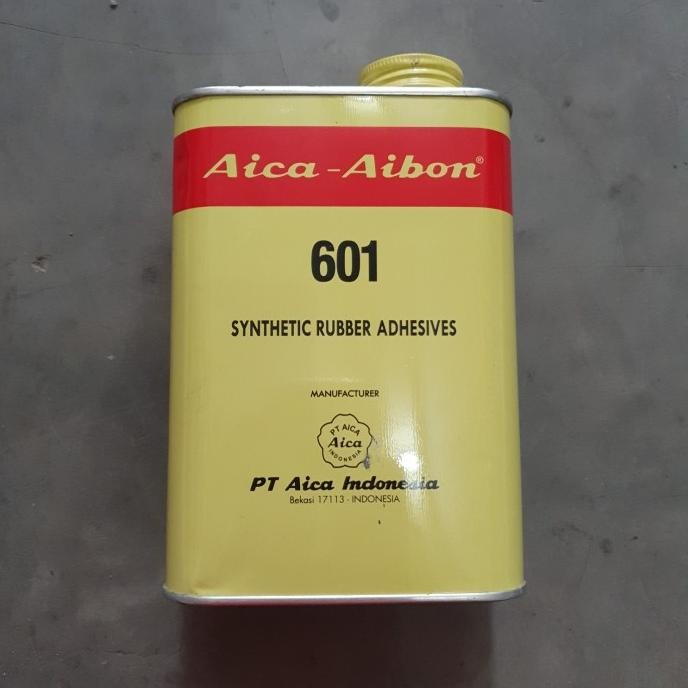 Aica-Aibon®
601
SYNTHETIC RUBBER ADHESIVES
MANUFACTURER
PT AICA
Aica
INDONESIA
PT Aica Indonesia
Bekasi 17113 - INDONESIA